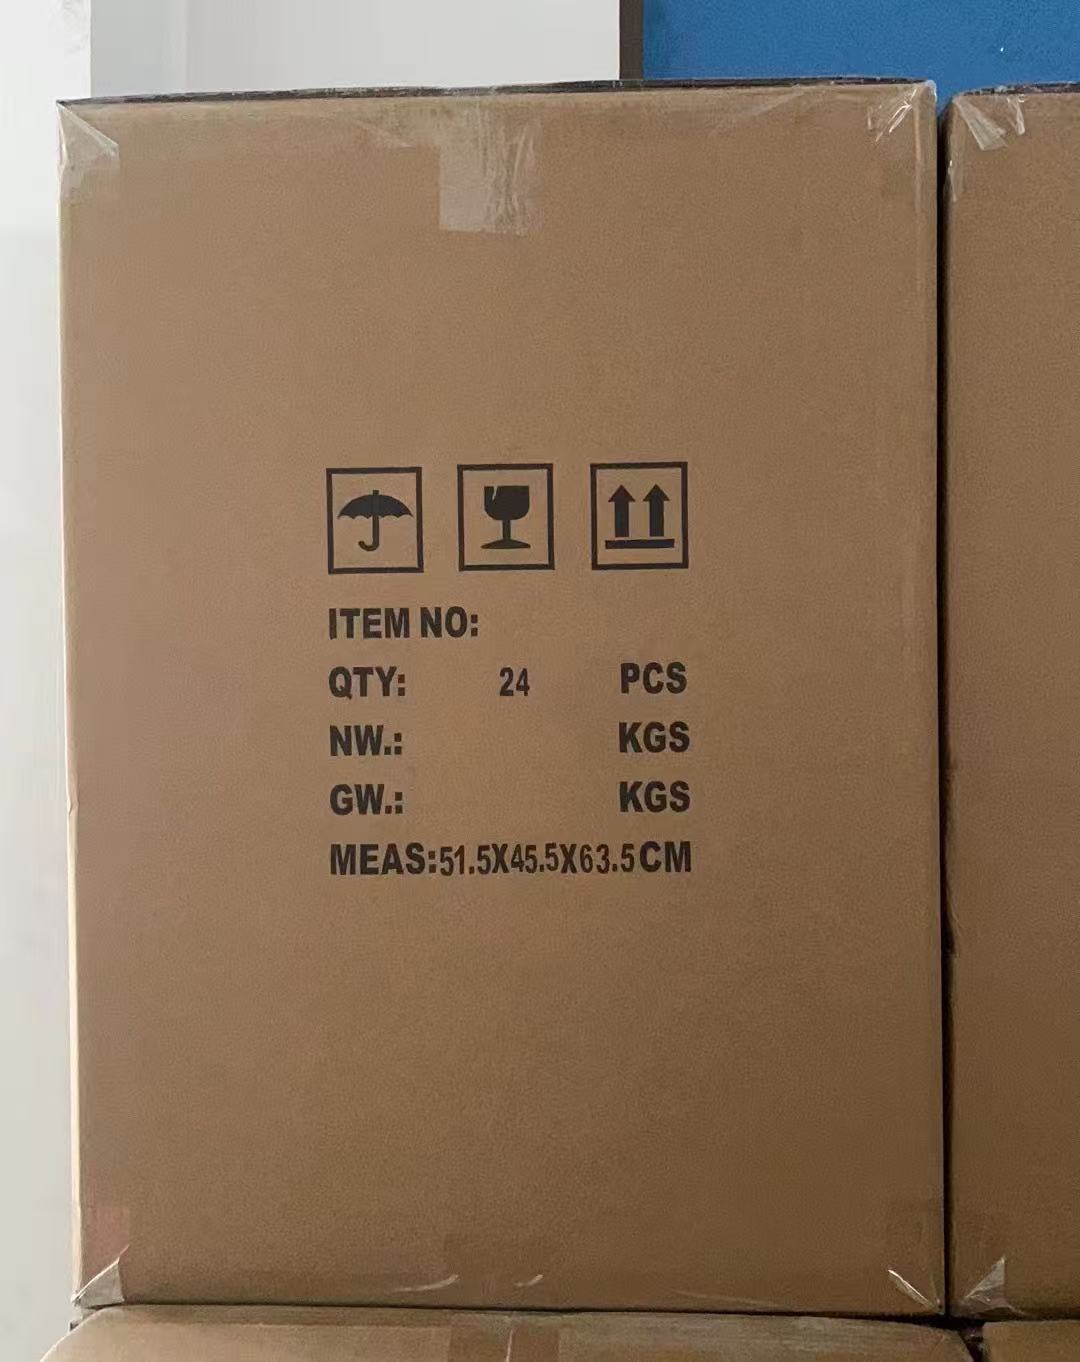 ITEM NO:
QTY: 24 PCS
NW.: KGS
GW.: KGS
MEAS:51.5X45.5X63.5CM